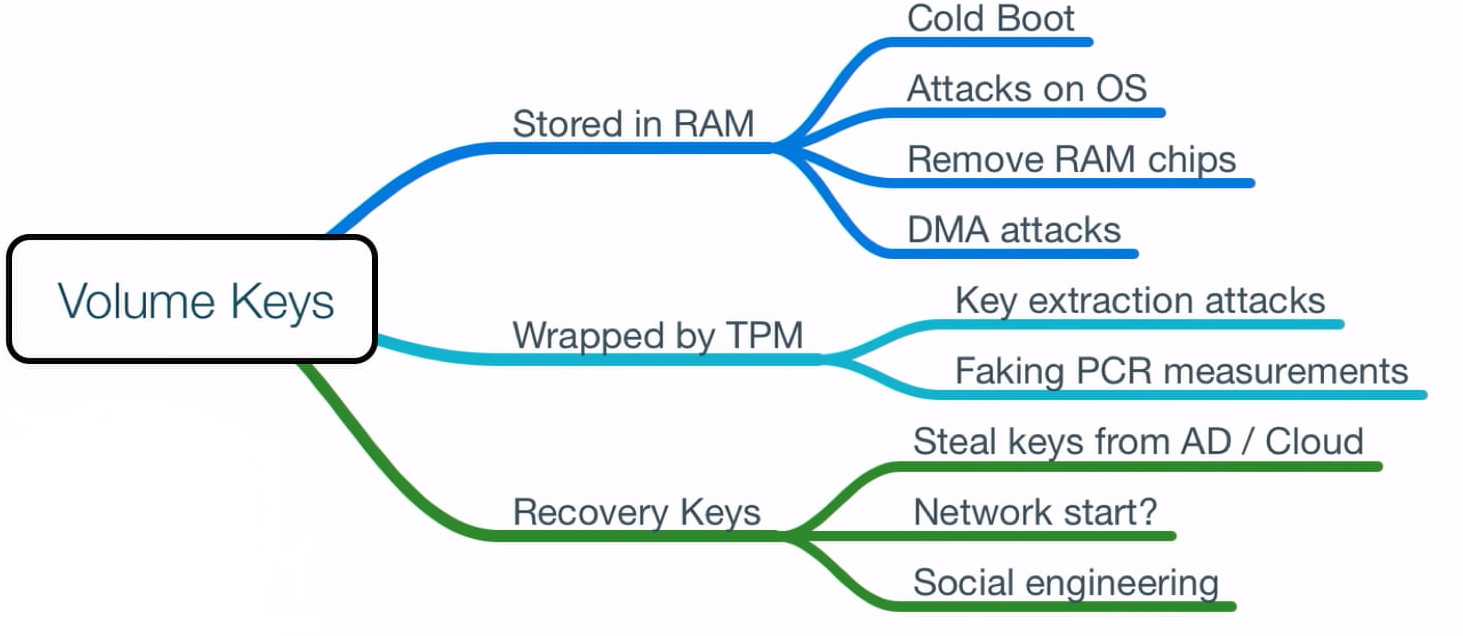 Volume Keys
Stored in RAM
Cold Boot
Attacks on OS
Remove RAM chips
DMA attacks
Wrapped by TPM
Key extraction attacks
Faking PCR measurements
Recovery Keys
Steal keys from AD / Cloud
Network start?
Social engineering